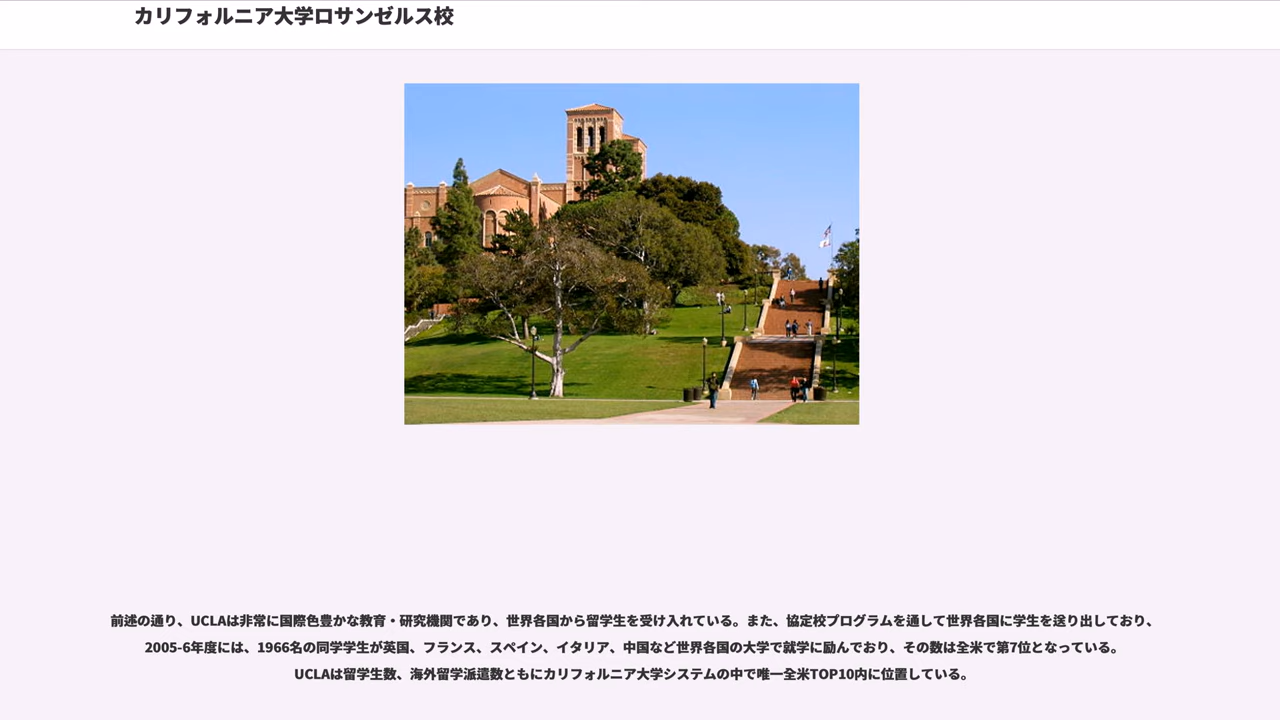 カリフォルニア大学ロサンゼルス校
前述の通り、UCLAは非常に国際色豊かな教育・研究機関であり、世界各国から留学生を受け入れている。また、協定校プログラムを通して世界各国に学生を送り出しており、
2005-6年度には、1966名の同学学生が英国、フランス、スペイン、イタリア、中国など世界各国の大学で就学に励んでおり、その数は全米で第7位となっている。
UCLAは留学生数、海外留学派遣数ともにカリフォルニア大学システムの中で唯一全米TOP10内に位置している。